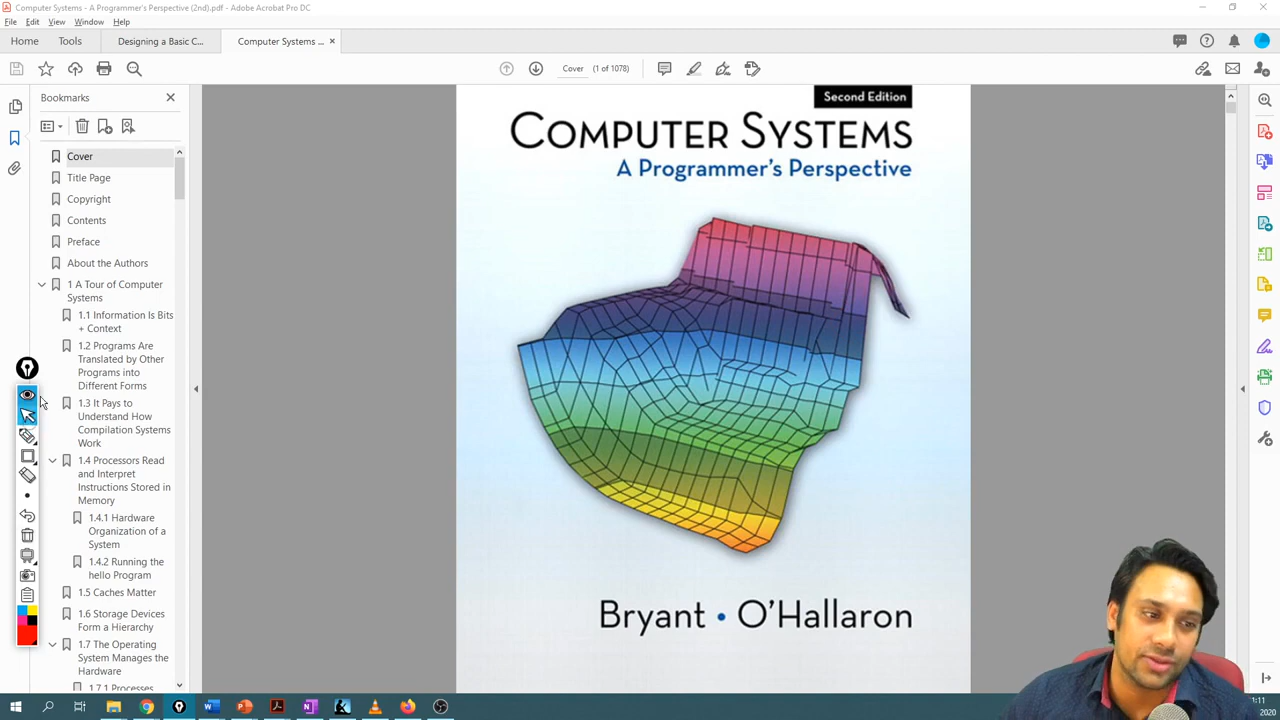 Computer Systems - A Programmer's Perspective (2nd).pdf - Adobe Acrobat Pro DC
File Edit View Window Help
Home Tools Designing a Basic C... Computer Systems ... ×
Cover (1 of 1078)
Bookmarks
Cover
Title Page
Copyright
Contents
Preface
About the Authors
1 A Tour of Computer
Systems
1.1 Information Is Bits
+ Context
1.2 Programs Are
Translated by Other
Programs into
Different Forms
1.3 It Pays to
Understand How
Compilation Systems
Work
1.4 Processors Read
and Interpret
Instructions Stored in
Memory
1.4.1 Hardware
Organization of a
System
1.4.2 Running the
hello Program
1.5 Caches Matter
1.6 Storage Devices
Form a Hierarchy
1.7 The Operating
System Manages the
Hardware
1.7.1 Processes
Second Edition
COMPUTER SYSTEMS
A Programmer's Perspective
Bryant • O'Hallaron
:11
2020